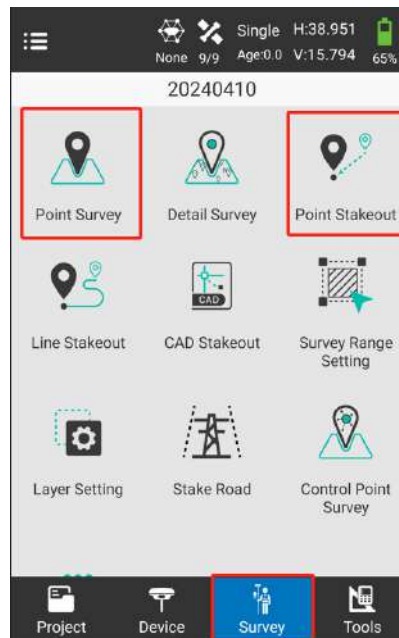 Single H:38.951
None 9/9 Age:0.0 V:15.794 65%
20240410
Point Survey Detail Survey Point Stakeout
CAD
Line Stakeout CAD Stakeout Survey Range
Setting
Layer Setting Stake Road Control Point
Survey
Project Device Survey Tools